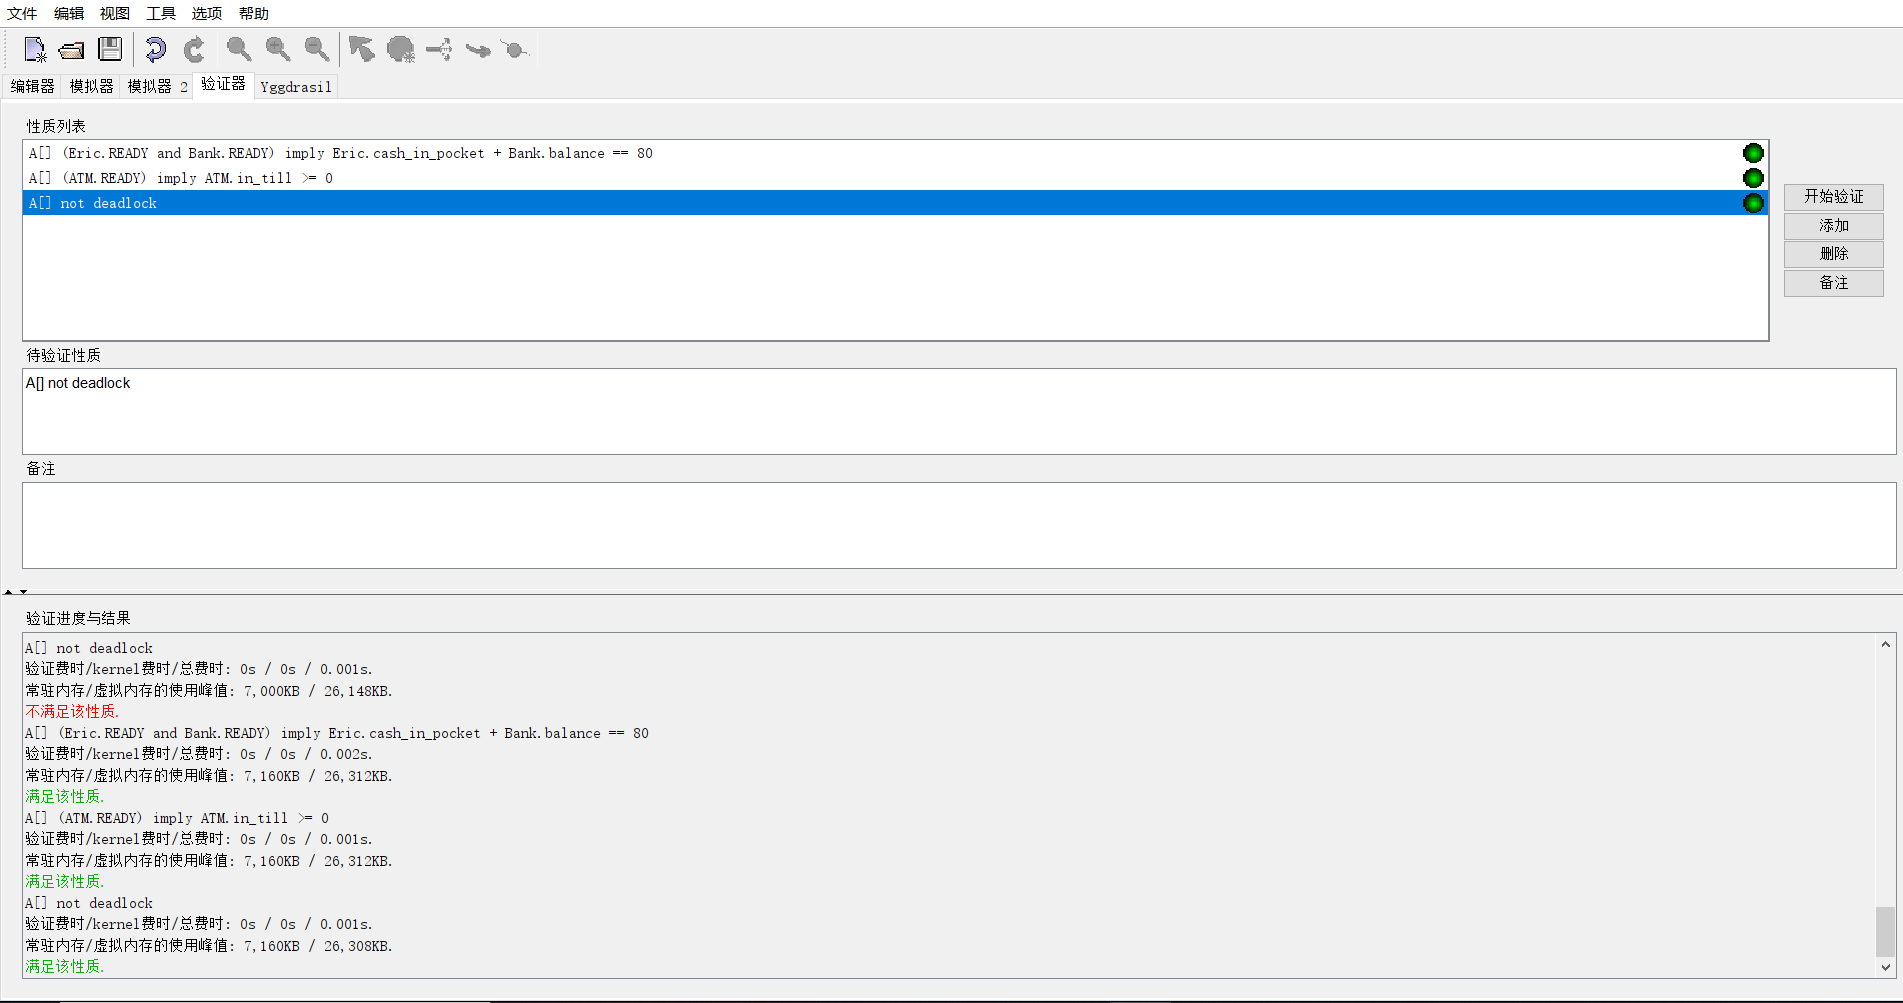 文件 编辑 视图 工具 选项 帮助
编辑器 模拟器 模拟器 2 验证器 Yggdrasil
性质列表
A[] (Eric.READY and Bank.READY) imply Eric.cash_in_pocket + Bank.balance == 80
A[] (ATM.READY) imply ATM.in_till >= 0
A[] not deadlock
开始验证
添加
删除
备注
待验证性质
A[] not deadlock
备注
验证进度与结果
A[] not deadlock
验证费时/kernel费时/总费时: 0s / 0s / 0.001s.
常驻内存/虚拟内存的使用峰值: 7,000KB / 26,148KB.
不满足该性质.
A[] (Eric.READY and Bank.READY) imply Eric.cash_in_pocket + Bank.balance == 80
验证费时/kernel费时/总费时: 0s / 0s / 0.002s.
常驻内存/虚拟内存的使用峰值: 7,160KB / 26,312KB.
满足该性质.
A[] (ATM.READY) imply ATM.in_till >= 0
验证费时/kernel费时/总费时: 0s / 0s / 0.001s.
常驻内存/虚拟内存的使用峰值: 7,160KB / 26,312KB.
满足该性质.
A[] not deadlock
验证费时/kernel费时/总费时: 0s / 0s / 0.001s.
常驻内存/虚拟内存的使用峰值: 7,160KB / 26,308KB.
满足该性质.